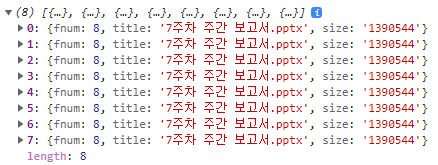 (8) [{…}, {…}, {…}, {…}, {…}, {…}, {…}, {…}] i
0: {fnum: 8, title: '7주차 주간 보고서.pptx', size: '1390544'}
1: {fnum: 8, title: '7주차 주간 보고서.pptx', size: '1390544'}
2: {fnum: 8, title: '7주차 주간 보고서.pptx', size: '1390544'}
3: {fnum: 8, title: '7주차 주간 보고서.pptx', size: '1390544'}
4: {fnum: 8, title: '7주차 주간 보고서.pptx', size: '1390544'}
5: {fnum: 8, title: '7주차 주간 보고서.pptx', size: '1390544'}
6: {fnum: 8, title: '7주차 주간 보고서.pptx', size: '1390544'}
7: {fnum: 8, title: '7주차 주간 보고서.pptx', size: '1390544'}
length: 8